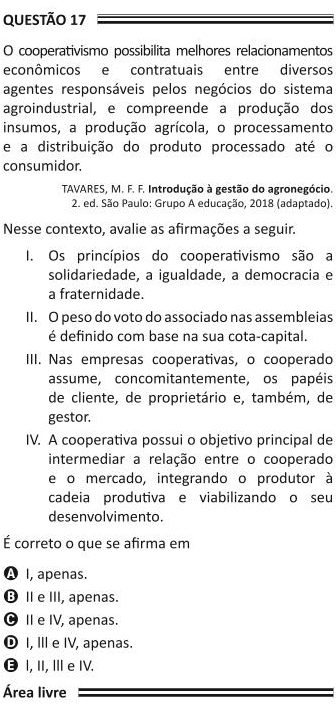 QUESTÃO 17
O cooperativismo possibilita melhores relacionamentos
econômicos e contratuais entre diversos
agentes responsáveis pelos negócios do sistema
agroindustrial, e compreende a produção dos
insumos, a produção agrícola, o processamento
e a distribuição do produto processado até o
consumidor.
TAVARES, M. F. F. Introdução à gestão do agronegócio.
2. ed. São Paulo: Grupo A educação, 2018 (adaptado).
Nesse contexto, avalie as afirmações a seguir.
I. Os princípios do cooperativismo são a
solidariedade, a igualdade, a democracia e
a fraternidade.
II. O peso do voto do associado nas assembleias
é definido com base na sua cota-capital.
III. Nas empresas cooperativas, o cooperado
assume, concomitantemente, os papéis
de cliente, de proprietário e, também, de
gestor.
IV. A cooperativa possui o objetivo principal de
intermediar a relação entre o cooperado
e o mercado, integrando o produtor à
cadeia produtiva e viabilizando o seu
desenvolvimento.
É correto o que se afirma em
A I, apenas.
B II e III, apenas.
C II e IV, apenas.
D I, III e IV, apenas.
E I, II, III e IV.
Área livre